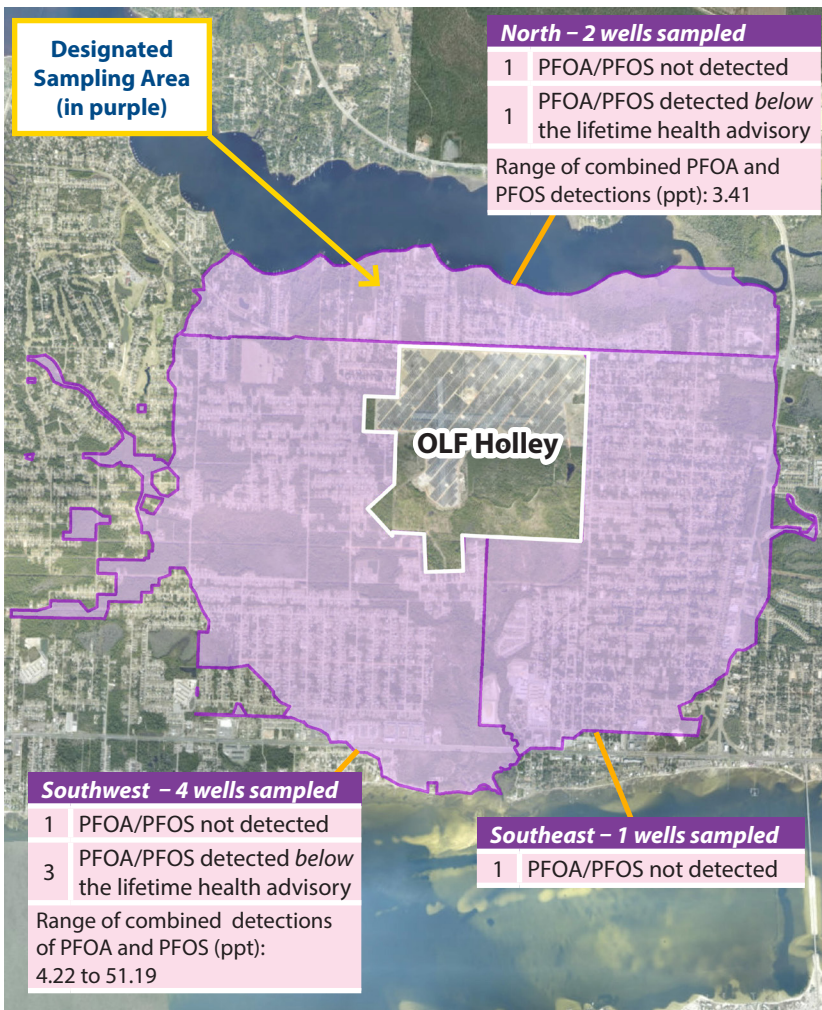 Designated
Sampling Area
(in purple)
North – 2 wells sampled
1 PFOA/PFOS not detected
1 PFOA/PFOS detected below
the lifetime health advisory
Range of combined PFOA and
PFOS detections (ppt): 3.41
OLF Holley
Southwest – 4 wells sampled
1 PFOA/PFOS not detected
3 PFOA/PFOS detected below
the lifetime health advisory
Range of combined detections
of PFOA and PFOS (ppt):
4.22 to 51.19
Southeast – 1 wells sampled
1 PFOA/PFOS not detected